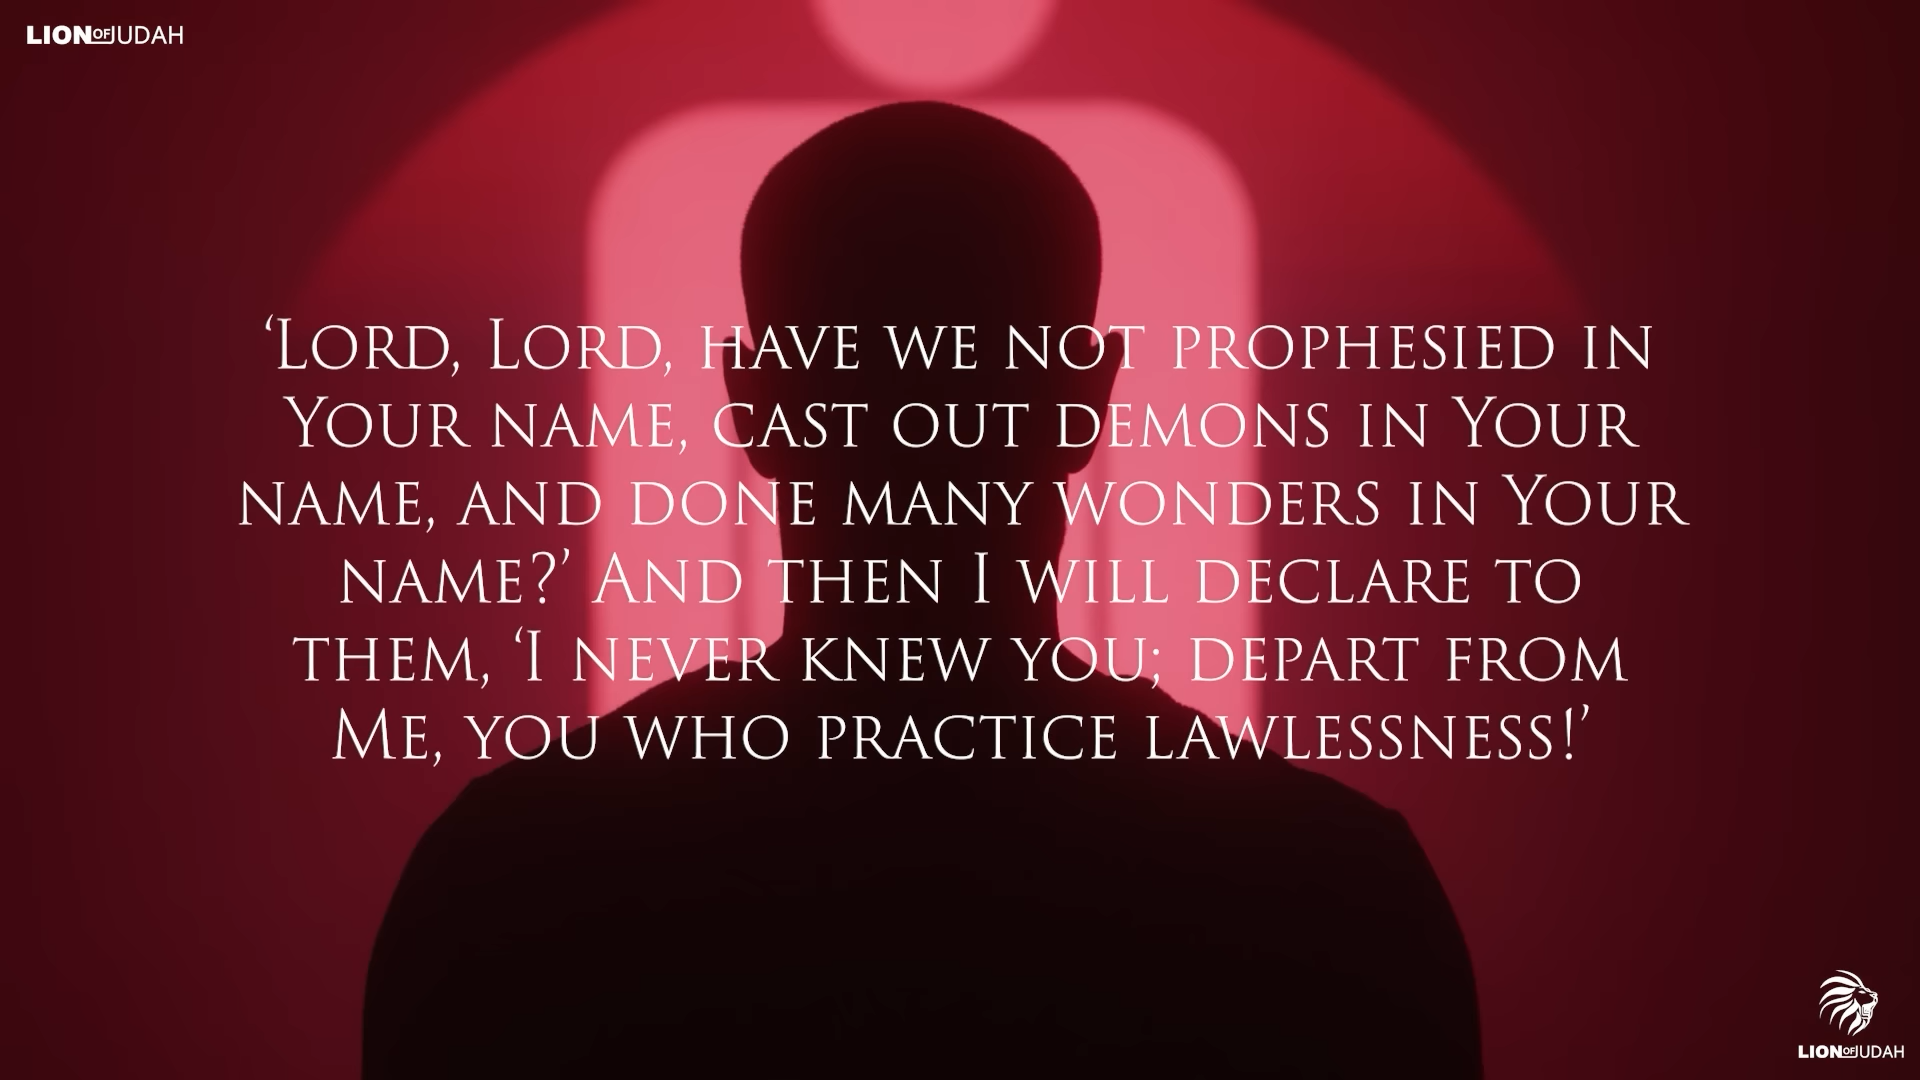 LIONOFJUDAH
‘Lord, Lord, have we not prophesied in
Your name, cast out demons in Your
name, and done many wonders in Your
name?’ And then I will declare to
them, ‘I never knew you; depart from
Me, you who practice lawlessness!’
LIONOFJUDAH